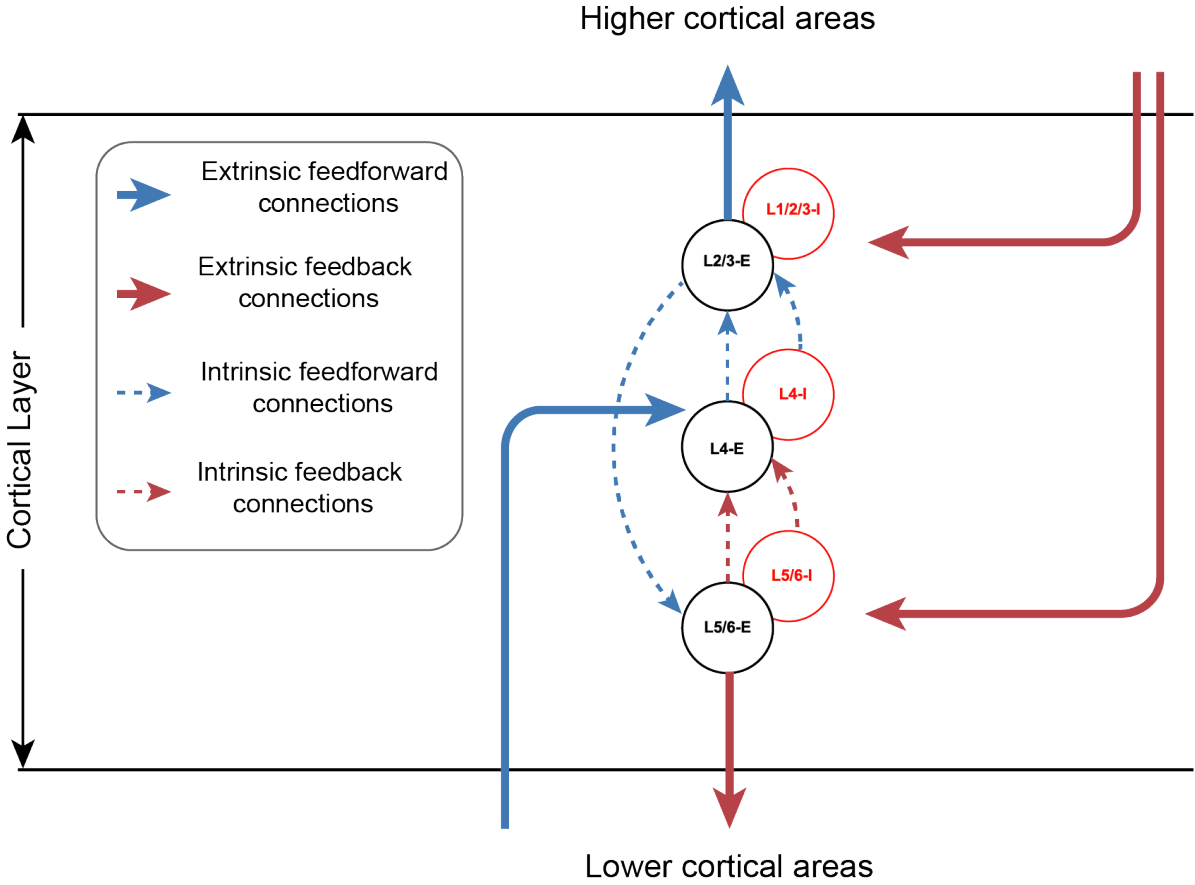 Higher cortical areas
Extrinsic feedforward
connections
Extrinsic feedback
connections
Intrinsic feedforward
connections
Intrinsic feedback
connections
Cortical Layer
L1/2/3-I
L2/3-E
L4-I
L4-E
L5/6-I
L5/6-E
Lower cortical areas